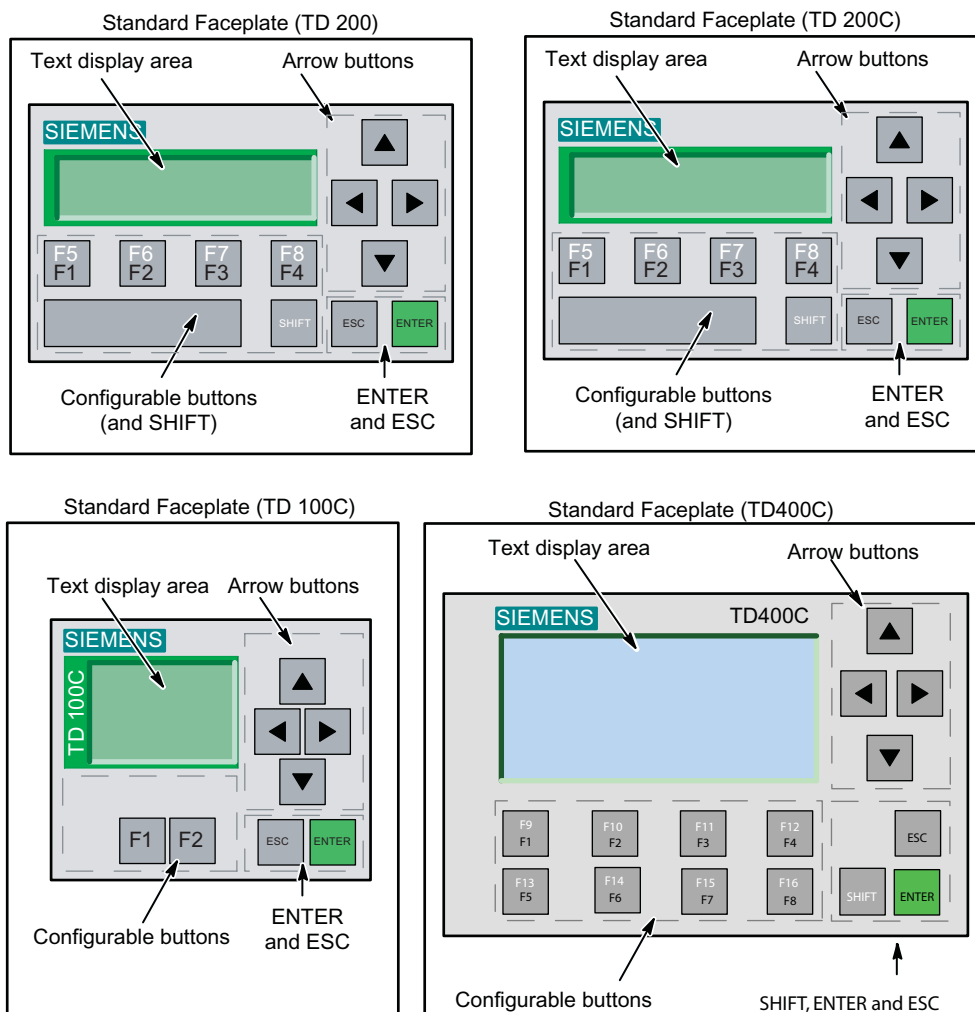 Standard Faceplate (TD 200)
Text display area
Arrow buttons
SIEMENS
F5
F1
F6
F2
F7
F3
F8
F4
SHIFT
ESC
ENTER
Configurable buttons
(and SHIFT)
ENTER
and ESC
Standard Faceplate (TD 200C)
Text display area
Arrow buttons
SIEMENS
F5
F1
F6
F2
F7
F3
F8
F4
SHIFT
ESC
ENTER
Configurable buttons
(and SHIFT)
ENTER
and ESC
Standard Faceplate (TD 100C)
Text display area
Arrow buttons
SIEMENS
TD 100C
F1
F2
ESC
ENTER
Configurable buttons
ENTER
and ESC
Standard Faceplate (TD400C)
Text display area
Arrow buttons
SIEMENS
TD400C
F9
F1
F10
F2
F11
F3
F12
F4
ESC
F13
F5
F14
F6
F15
F7
F16
F8
SHIFT
ENTER
Configurable buttons
SHIFT, ENTER and ESC